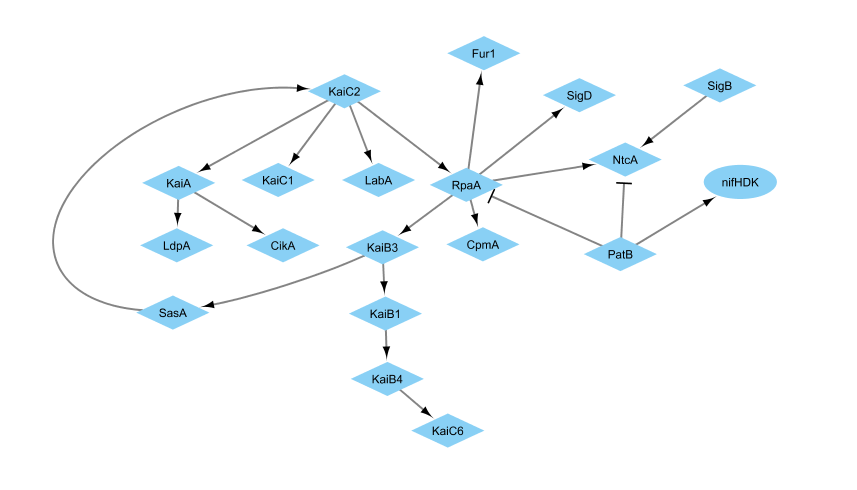 Fur1
KaiC2
SigD
SigB
NtcA
KaiA
KaiC1
LabA
RpaA
nifHDK
LdpA
CikA
KaiB3
CpmA
PatB
SasA
KaiB1
KaiB4
KaiC6